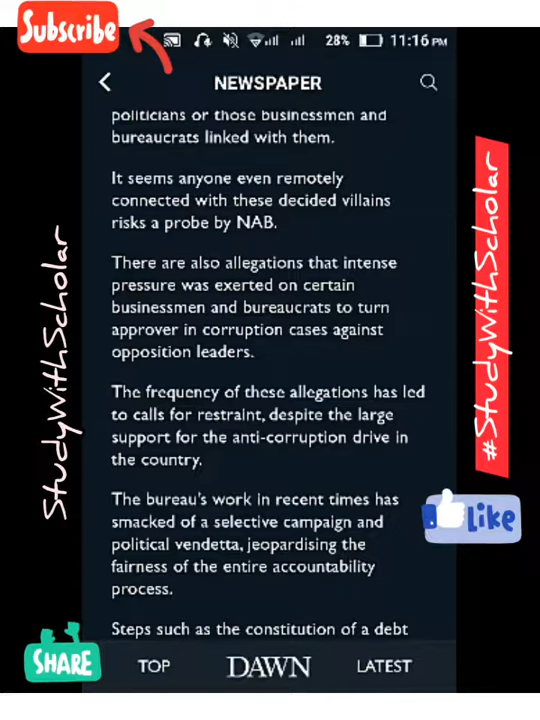 Subscribe
28% 11:16 PM
NEWSPAPER
politicians or those businessmen and
bureaucrats linked with them.
It seems anyone even remotely
connected with these decided villains
risks a probe by NAB.
There are also allegations that intense
pressure was exerted on certain
businessmen and bureaucrats to turn
approver in corruption cases against
opposition leaders.
The frequency of these allegations has led
to calls for restraint, despite the large
support for the anti-corruption drive in
the country.
The bureau's work in recent times has
smacked of a selective campaign and
political vendetta, jeopardising the
fairness of the entire accountability
process.
Steps such as the constitution of a debt
TOP DAWN LATEST
StudyWithScholar
#StudyWithScholar
Like
SHARE